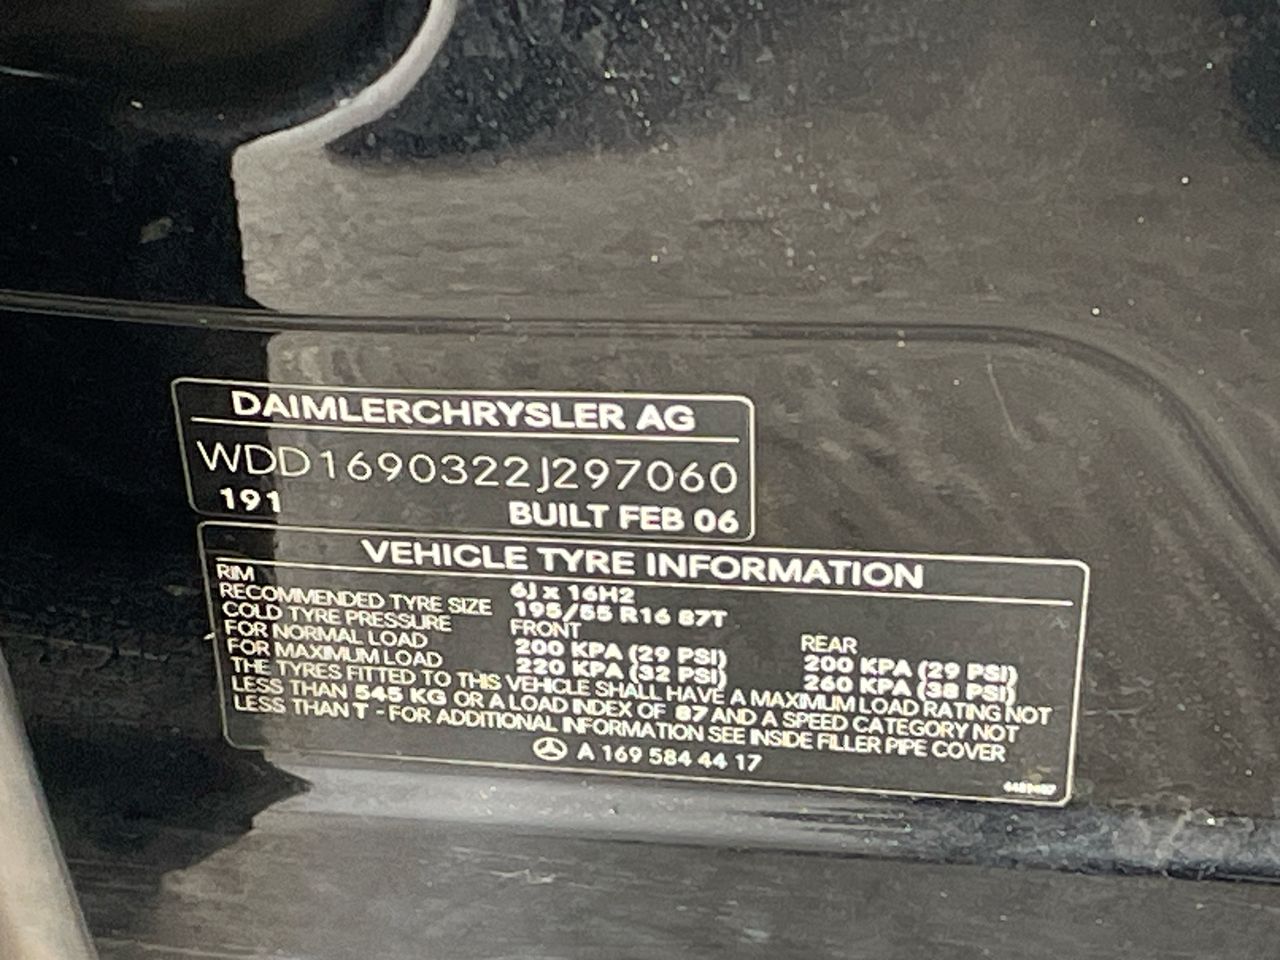 DAIMLERCHRYSLER AG
WDD1690322J297060
191 BUILT FEB 06
VEHICLE TYRE INFORMATION
RIM 6J x 16H2
RECOMMENDED TYRE SIZE 195/55 R16 87T
COLD TYRE PRESSURE FRONT REAR
FOR NORMAL LOAD 200 KPA (29 PSI) 200 KPA (29 PSI)
FOR MAXIMUM LOAD 220 KPA (32 PSI) 260 KPA (38 PSI)
THE TYRES FITTED TO THIS VEHICLE SHALL HAVE A MAXIMUM LOAD RATING NOT
LESS THAN 545 KG OR A LOAD INDEX OF 87 AND A SPEED CATEGORY NOT
LESS THAN T - FOR ADDITIONAL INFORMATION SEE INSIDE FILLER PIPE COVER
A 169 584 44 17